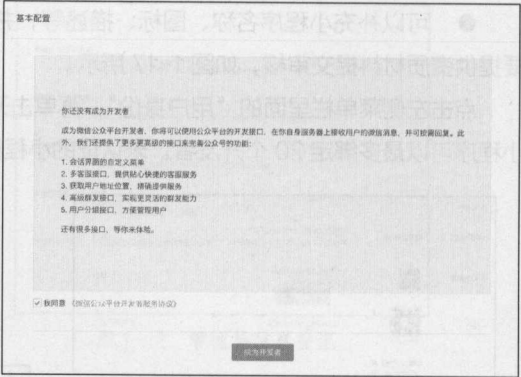 基本配置
你还没有成为开发者
成为微信公众平台开发者，你将可以使用公众平台的开发接口，在你自身服务器上接收用户的微信消息，并可按需回复。此
外，我们还提供了更多更高级的接口来完善公众号的功能：
1. 会话界面的自定义菜单
2. 多客服接口，提供贴心快捷的客服服务
3. 获取用户地址位置，精确提供服务
4. 高级群发接口，实现更灵活的群发能力
5. 用户分组接口，方便管理用户
还有很多接口，等你来体验。
我同意 《微信公众平台开发者服务协议》
成为开发者